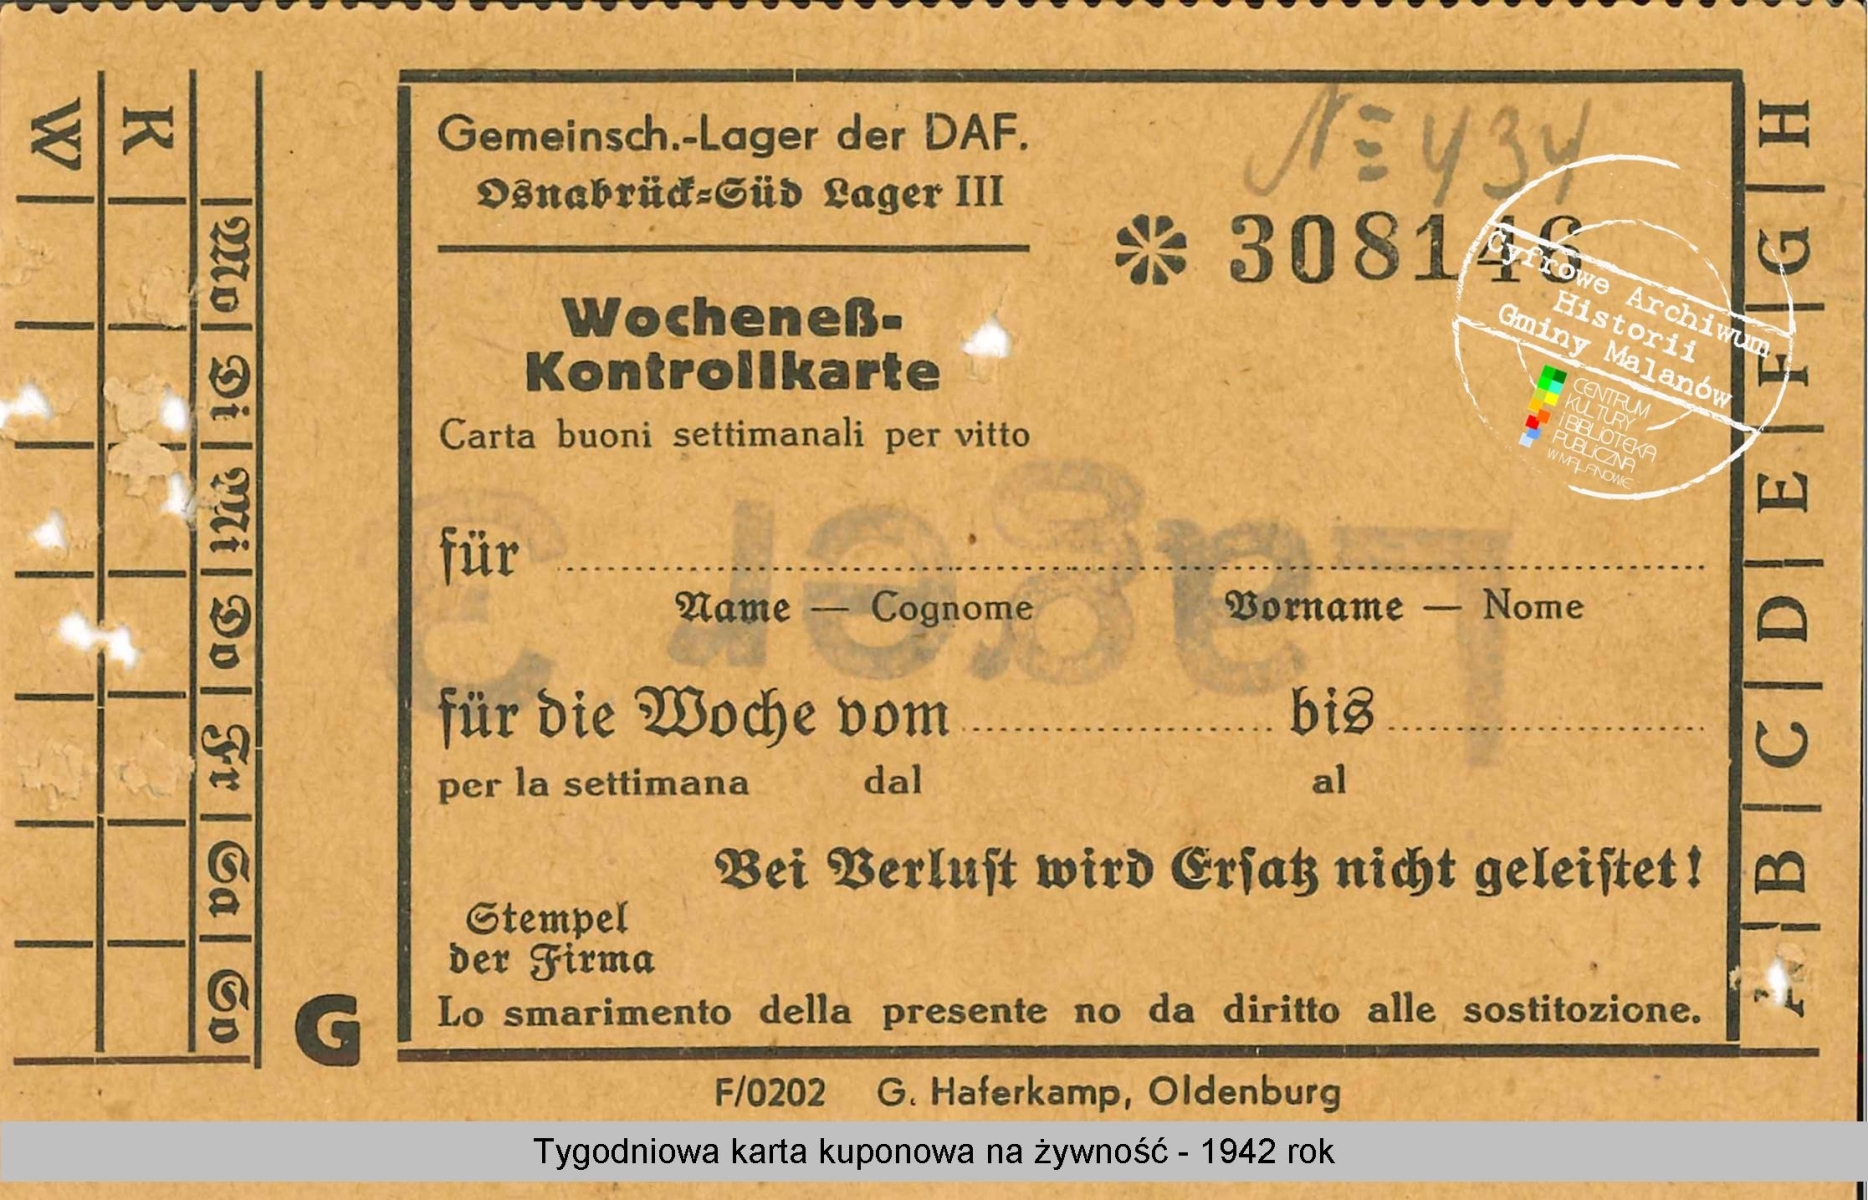 Gemeinsch.-Lager der DAF.
Osnabrück-Süd Lager III
№ 434
308146
Wocheneß-
Kontrollkarte
Carta buoni settimanali per vitto
Lager 3
für
Name — Cognome Vorname — Nome
für die Woche vom bis
per la settimana dal al
Bei Verlust wird Ersatz nicht geleistet!
Stempel
der Firma
Lo smarimento della presente no da diritto alle sostitozione.
G
F/0202 G. Haferkamp, Oldenburg
W
K
Mo Di Mi Do Fr Sa So
A B C D E F G H
Cyfrowe Archiwum
Historii
Gminy Malanów
CENTRUM
KULTURY
I BIBLIOTEKA
PUBLICZNA
W MALANOWIE
Tygodniowa karta kuponowa na żywność - 1942 rok